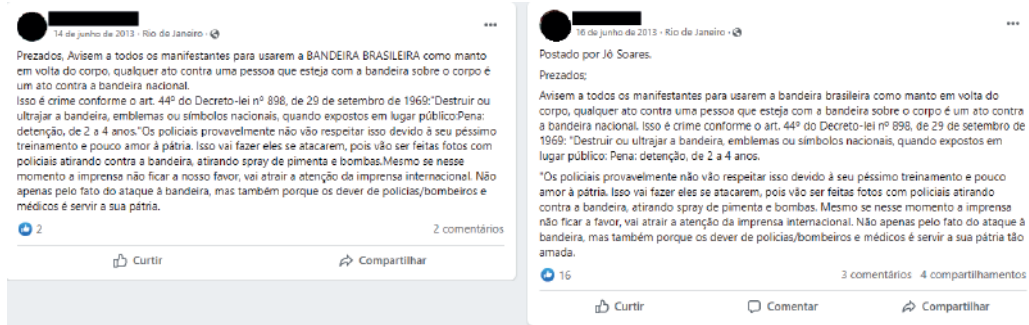 14 de junho de 2013 · Rio de Janeiro ·
Prezados, Avisem a todos os manifestantes para usarem a BANDEIRA BRASILEIRA como manto
em volta do corpo, qualquer ato contra uma pessoa que esteja com a bandeira sobre o corpo é
um ato contra a bandeira nacional.
Isso é crime conforme o art. 44º do Decreto-lei nº 898, de 29 de setembro de 1969:"Destruir ou
ultrajar a bandeira, emblemas ou símbolos nacionais, quando expostos em lugar público:Pena:
detenção, de 2 a 4 anos."Os policiais provavelmente não vão respeitar isso devido à seu péssimo
treinamento e pouco amor à pátria. Isso vai fazer eles se atacarem, pois vão ser feitas fotos com
policiais atirando contra a bandeira, atirando spray de pimenta e bombas.Mesmo se nesse
momento a imprensa não ficar a nosso favor, vai atrair a atenção da imprensa internacional. Não
apenas pelo fato do ataque à bandeira, mas também porque os dever de policias/bombeiros e
médicos é servir a sua pátria.
2
2 comentários
Curtir
Compartilhar
16 de junho de 2013 · Rio de Janeiro ·
Postado por Jô Soares.
Prezados;
Avisem a todos os manifestantes para usarem a bandeira brasileira como manto em volta do
corpo, qualquer ato contra uma pessoa que esteja com a bandeira sobre o corpo é um ato contra
a bandeira nacional. Isso é crime conforme o art. 44º do Decreto-lei nº 898, de 29 de setembro de
1969: "Destruir ou ultrajar a bandeira, emblemas ou símbolos nacionais, quando expostos em
lugar público: Pena: detenção, de 2 a 4 anos.
"Os policiais provavelmente não vão respeitar isso devido à seu péssimo treinamento e pouco
amor à pátria. Isso vai fazer eles se atacarem, pois vão ser feitas fotos com policiais atirando
contra a bandeira, atirando spray de pimenta e bombas. Mesmo se nesse momento a imprensa
não ficar a favor, vai atrair a atenção da imprensa internacional. Não apenas pelo fato do ataque à
bandeira, mas também porque os dever de policias/bombeiros e médicos é servir a sua pátria tão
amada.
16
3 comentários 4 compartilhamentos
Curtir
Comentar
Compartilhar